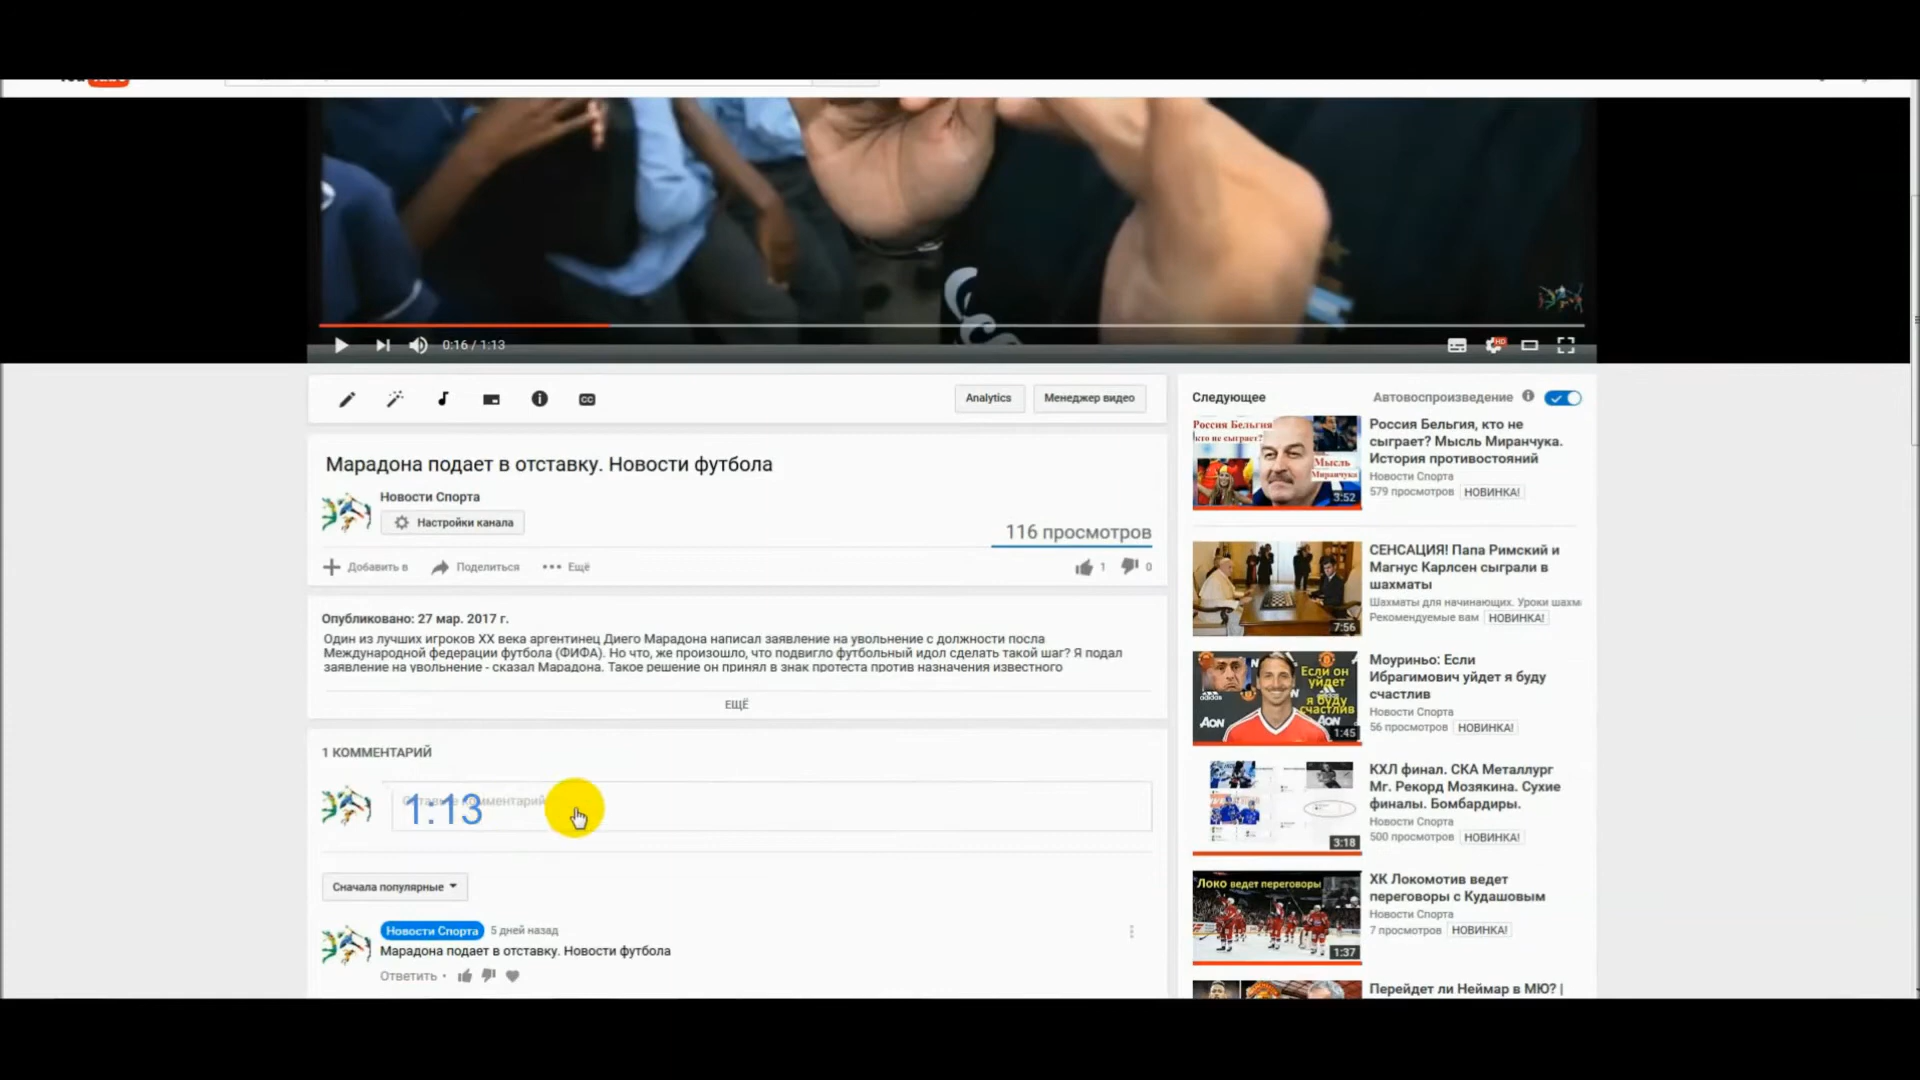 0:16 / 1:13
Analytics
Менеджер видео
Марадона подает в отставку. Новости футбола
Новости Спорта
Настройки канала
116 просмотров
Добавить в
Поделиться
Ещё
1
0
Опубликовано: 27 мар. 2017 г.
Один из лучших игроков XX века аргентинец Диего Марадона написал заявление на увольнение с должности посла
Международной федерации футбола (ФИФА). Но что, же произошло, что подвигло футбольный идол сделать такой шаг? Я подал
заявление на увольнение - сказал Марадона. Такое решение он принял в знак протеста против назначения известного
ЕЩЁ
1 КОММЕНТАРИЙ
1:13
Сначала популярные
Новости Спорта 5 дней назад
Марадона подает в отставку. Новости футбола
Ответить
Следующее
Автовоспроизведение
Россия Бельгия
кто не сыграет?
Мысль
Миранчука
3:52
Россия Бельгия, кто не
сыграет? Мысль Миранчука.
История противостояний
Новости Спорта
579 просмотров НОВИНКА!
7:56
СЕНСАЦИЯ! Папа Римский и
Магнус Карлсен сыграли в
шахматы
Шахматы для начинающих. Уроки шахм
Рекомендуемые вам НОВИНКА!
Если он
уйдет
я буду
счастлив
AON
AON
1:45
Моуриньо: Если
Ибрагимович уйдет я буду
счастлив
Новости Спорта
56 просмотров НОВИНКА!
3:18
КХЛ финал. СКА Металлург
Мг. Рекорд Мозякина. Сухие
финалы. Бомбардиры.
Новости Спорта
500 просмотров НОВИНКА!
Локо ведет переговоры
1:37
ХК Локомотив ведет
переговоры с Кудашовым
Новости Спорта
7 просмотров НОВИНКА!
Перейдет ли Неймар в МЮ? |